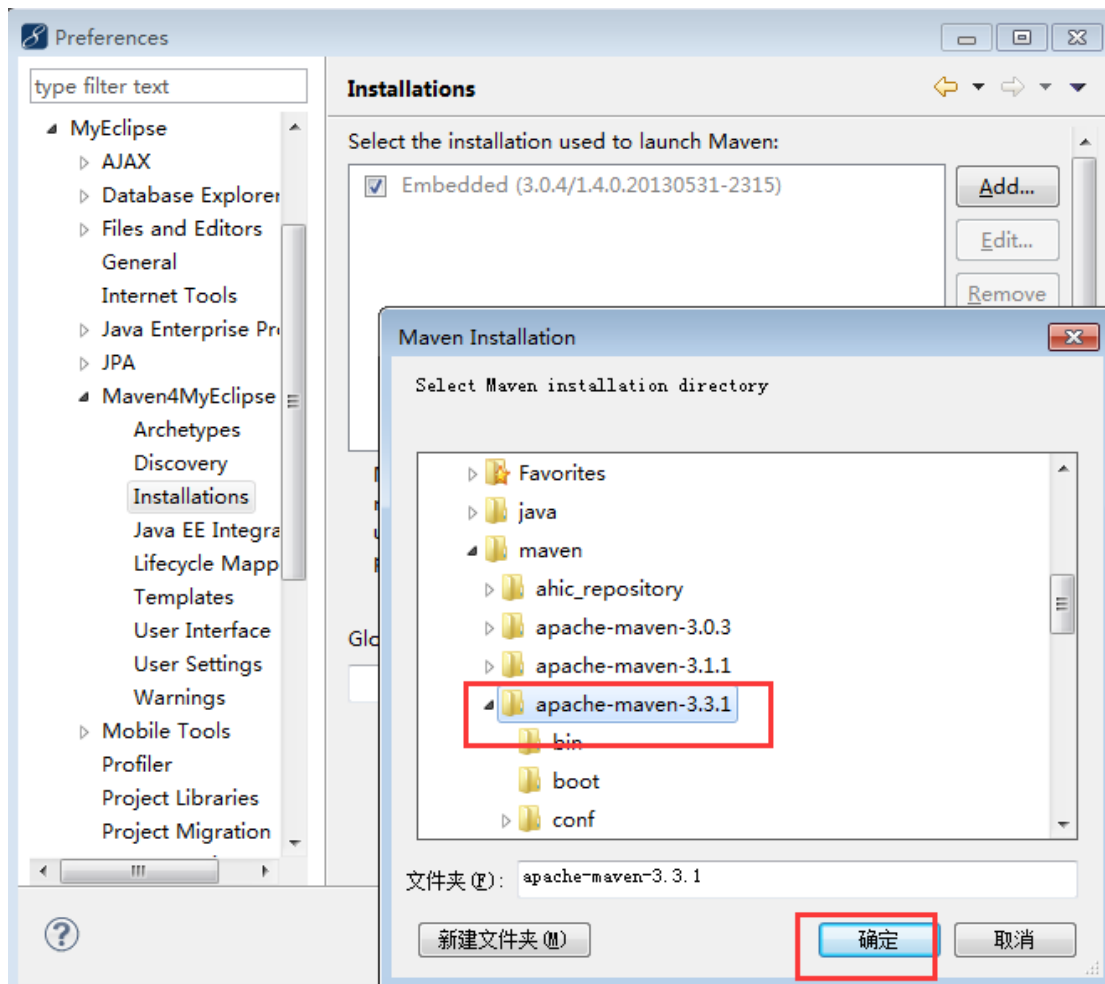 Preferences
type filter text
MyEclipse
AJAX
Database Explorer
Files and Editors
General
Internet Tools
Java Enterprise Pr
JPA
Maven4MyEclipse
Archetypes
Discovery
Installations
Java EE Integra
Lifecycle Mapp
Templates
User Interface
User Settings
Warnings
Mobile Tools
Profiler
Project Libraries
Project Migration
Installations
Select the installation used to launch Maven:
Embedded (3.0.4/1.4.0.20130531-2315)
Add...
Edit...
Remove
Glo
Maven Installation
Select Maven installation directory
Favorites
java
maven
ahic_repository
apache-maven-3.0.3
apache-maven-3.1.1
apache-maven-3.3.1
bin
boot
conf
文件夹(F): apache-maven-3.3.1
新建文件夹(M) 确定 取消